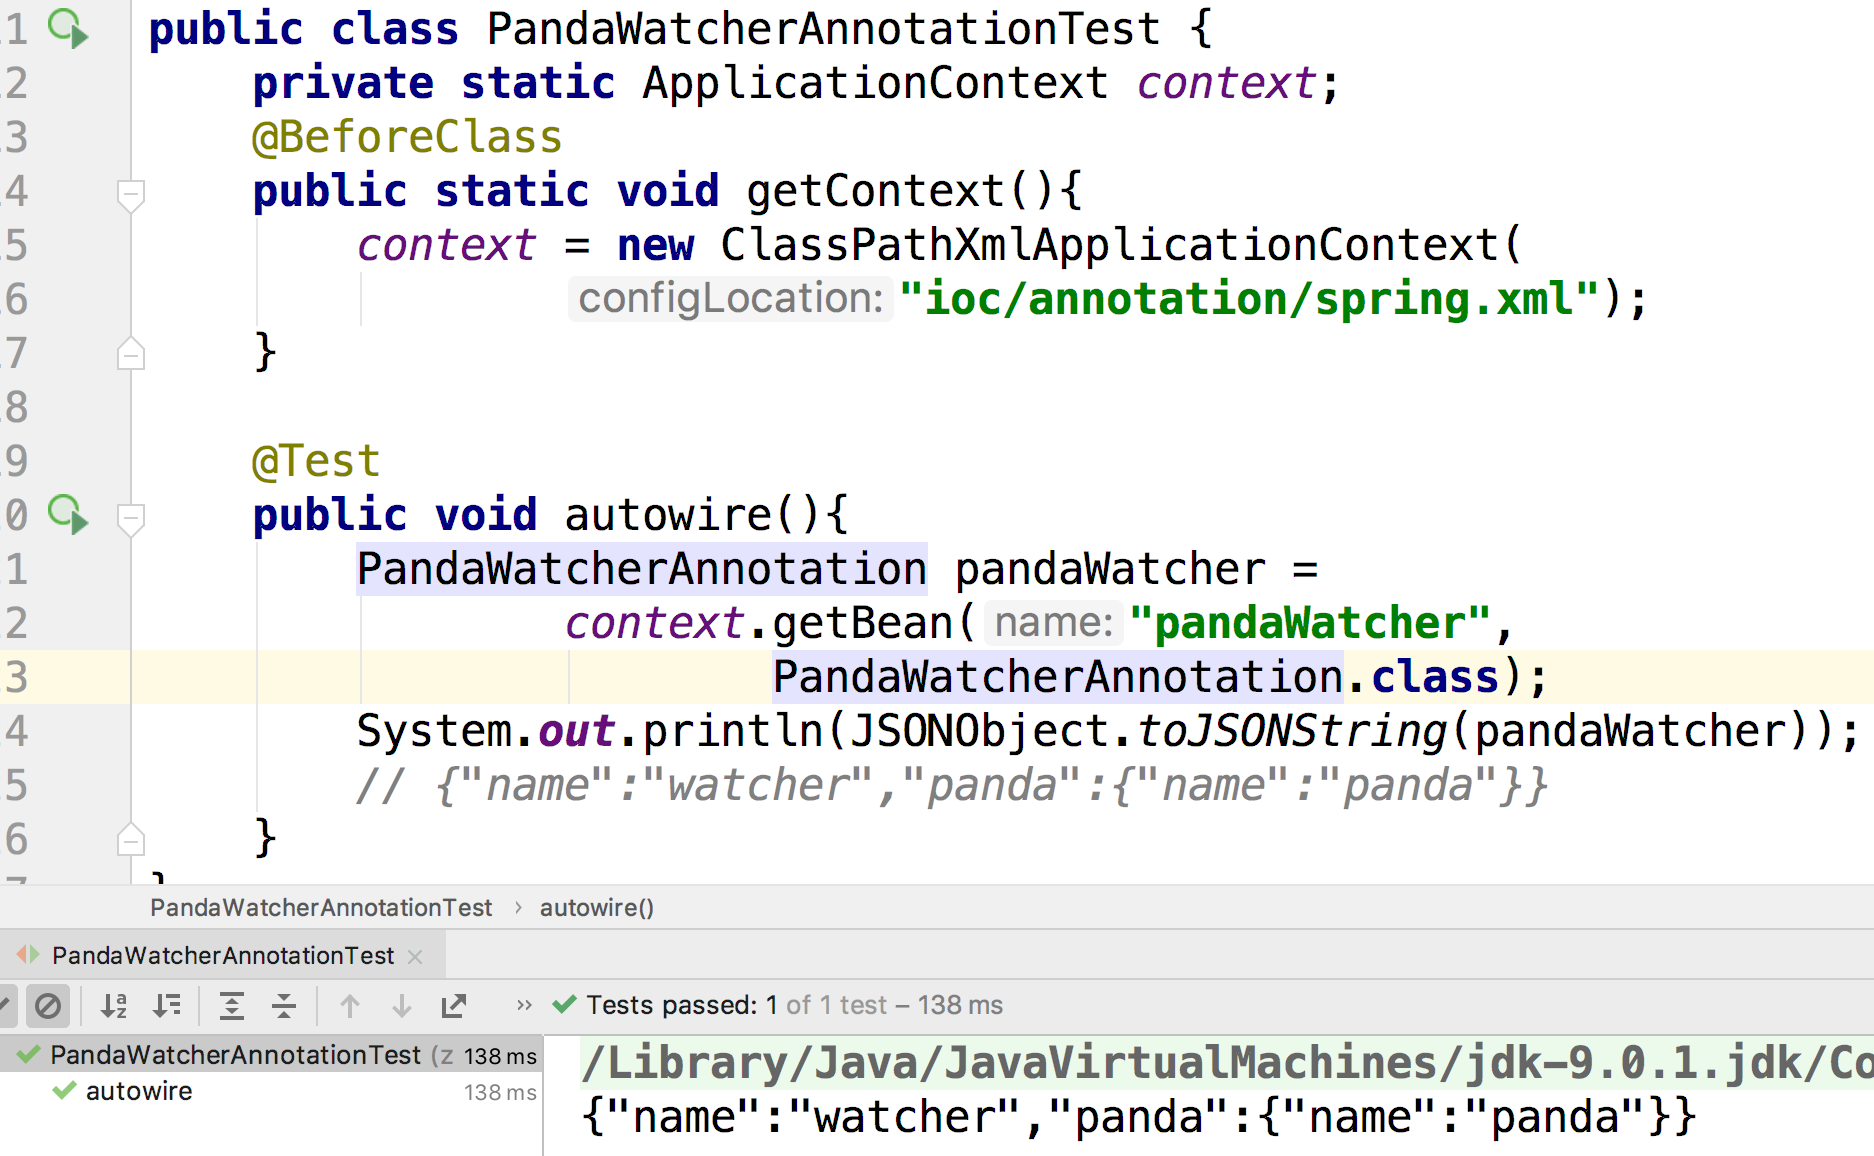 1 public class PandaWatcherAnnotationTest {
2 private static ApplicationContext context;
3 @BeforeClass
4 public static void getContext(){
5 context = new ClassPathXmlApplicationContext(
6 configLocation: "ioc/annotation/spring.xml");
7 }
8
9 @Test
0 public void autowire(){
1 PandaWatcherAnnotation pandaWatcher =
2 context.getBean( name: "pandaWatcher",
3 PandaWatcherAnnotation.class);
4 System.out.println(JSONObject.toJSONString(pandaWatcher));
5 // {"name":"watcher","panda":{"name":"panda"}}
6 }
PandaWatcherAnnotationTest › autowire()
PandaWatcherAnnotationTest ×
» Tests passed: 1 of 1 test – 138 ms
PandaWatcherAnnotationTest (z 138 ms
autowire 138 ms
/Library/Java/JavaVirtualMachines/jdk-9.0.1.jdk/Co
{"name":"watcher","panda":{"name":"panda"}}